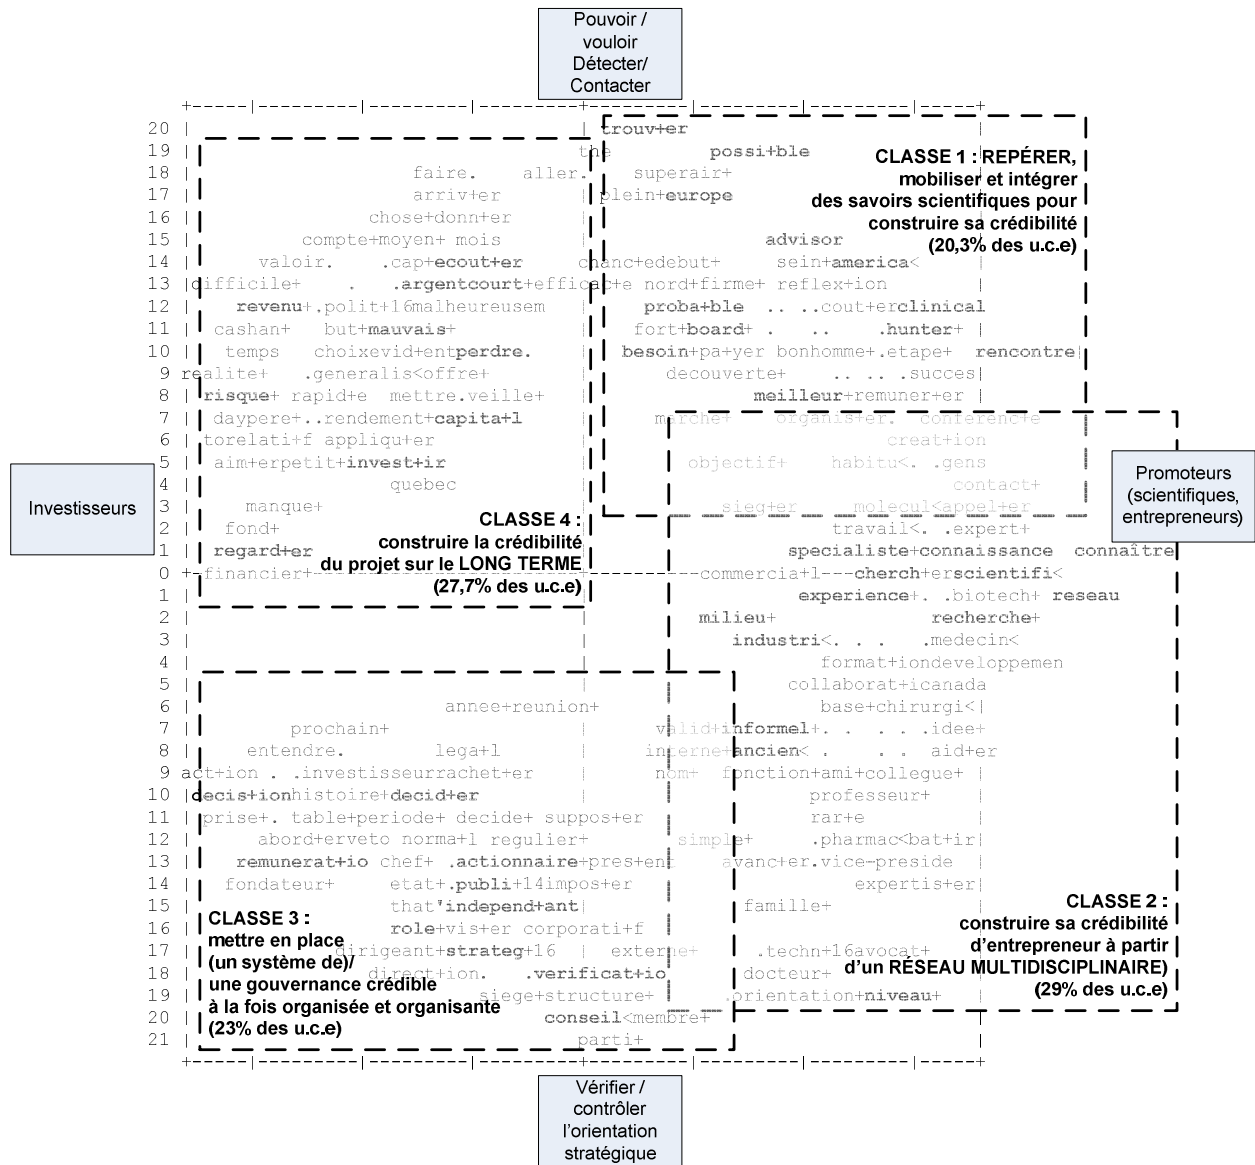 Pouvoir /
vouloir
Détecter/
Contacter
+-----|---------|---------+---------|---------|---------+
20 | trouv+er
19 | the possi+ble
18 | faire. aller. superair+
17 | arriv+er plein+europe
16 | chose+donn+er
15 | compte+moyen+ mois advisor
14 | valoir. .cap+ecout+er chanc+edebut+ sein+america<
13 |difficile+ . .argentcourt+efficac+e nord+firme+ reflex+ion
12 | revenu+.polit+16malheureusem proba+ble .. ..cout+erclinical
11 | cashan+ but+mauvais+ fort+board+ . .. .hunter+ |
10 | temps choixevid+entperdre. besoin+pa+yer bonhomme+.etape+ rencontre|
9 realite+ .generalis<offre+ decouverte+ .. .. .succes|
8 | risque+ rapid+e mettre.veille+ meilleur+remuner+er
7 | daypere+..rendement+capita+l marche+ organis+er. conferenc+e
6 | torelati+f appliqu+er creat+ion
5 | aim+erpetit+invest+ir objectif+ habitu<. .gens
4 | quebec contact+
3 | manque+ sieg+er molecul<appel+er
2 | fond+ travail<. .expert+
1 | regard+er specialiste+connaissance connaître
0 +-financier+ commercia+l---cherch+erscientifi<
1 | experience+. .biotech+ reseau
2 | milieu+ recherche+
3 | industri<. . . .medecin<
4 | format+iondeveloppemen
5 | collaborat+icanada
6 | annee+reunion+ base+chirurgi<|
7 | prochain+ valid+informel+. . . . .idee+
8 | entendre. lega+l interne+ancien< . . . aid+er
9 act+ion . .investisseurrachet+er nom+ fonction+ami+collegue+
10 |decis+ionhistoire+decid+er professeur+
11 | prise+. table+periode+ decide+ suppos+er rar+e
12 | abord+erveto norma+l regulier+ simple+ .pharmac<bat+ir|
13 | remunerat+io chef+ .actionnaire+pres+ent avanc+er.vice-preside
14 | fondateur+ etat+.publi+14impos+er expertis+er|
15 | that'independ+ant| famille+
16 | role+vis+er corporati+f
17 | dirigeant+strateg+16 externe+ .techn+16avocat+
18 | direct+ion. .verificat+io docteur+
19 | siege+structure+ .orientation+niveau+
20 | conseil<membre+
21 | parti+
+-----|---------|---------+---------|---------|---------+
CLASSE 1 : REPÉRER,
mobiliser et intégrer
des savoirs scientifiques pour
construire sa crédibilité
(20,3% des u.c.e)
Investisseurs
CLASSE 4 :
construire la crédibilité
du projet sur le LONG TERME
(27,7% des u.c.e)
Promoteurs
(scientifiques,
entrepreneurs)
CLASSE 3 :
mettre en place
(un système de)/
une gouvernance crédible
à la fois organisée et organisante
(23% des u.c.e)
CLASSE 2 :
construire sa crédibilité
d'entrepreneur à partir
d'un RÉSEAU MULTIDISCIPLINAIRE)
(29% des u.c.e)
Vérifier /
contrôler
l'orientation
stratégique